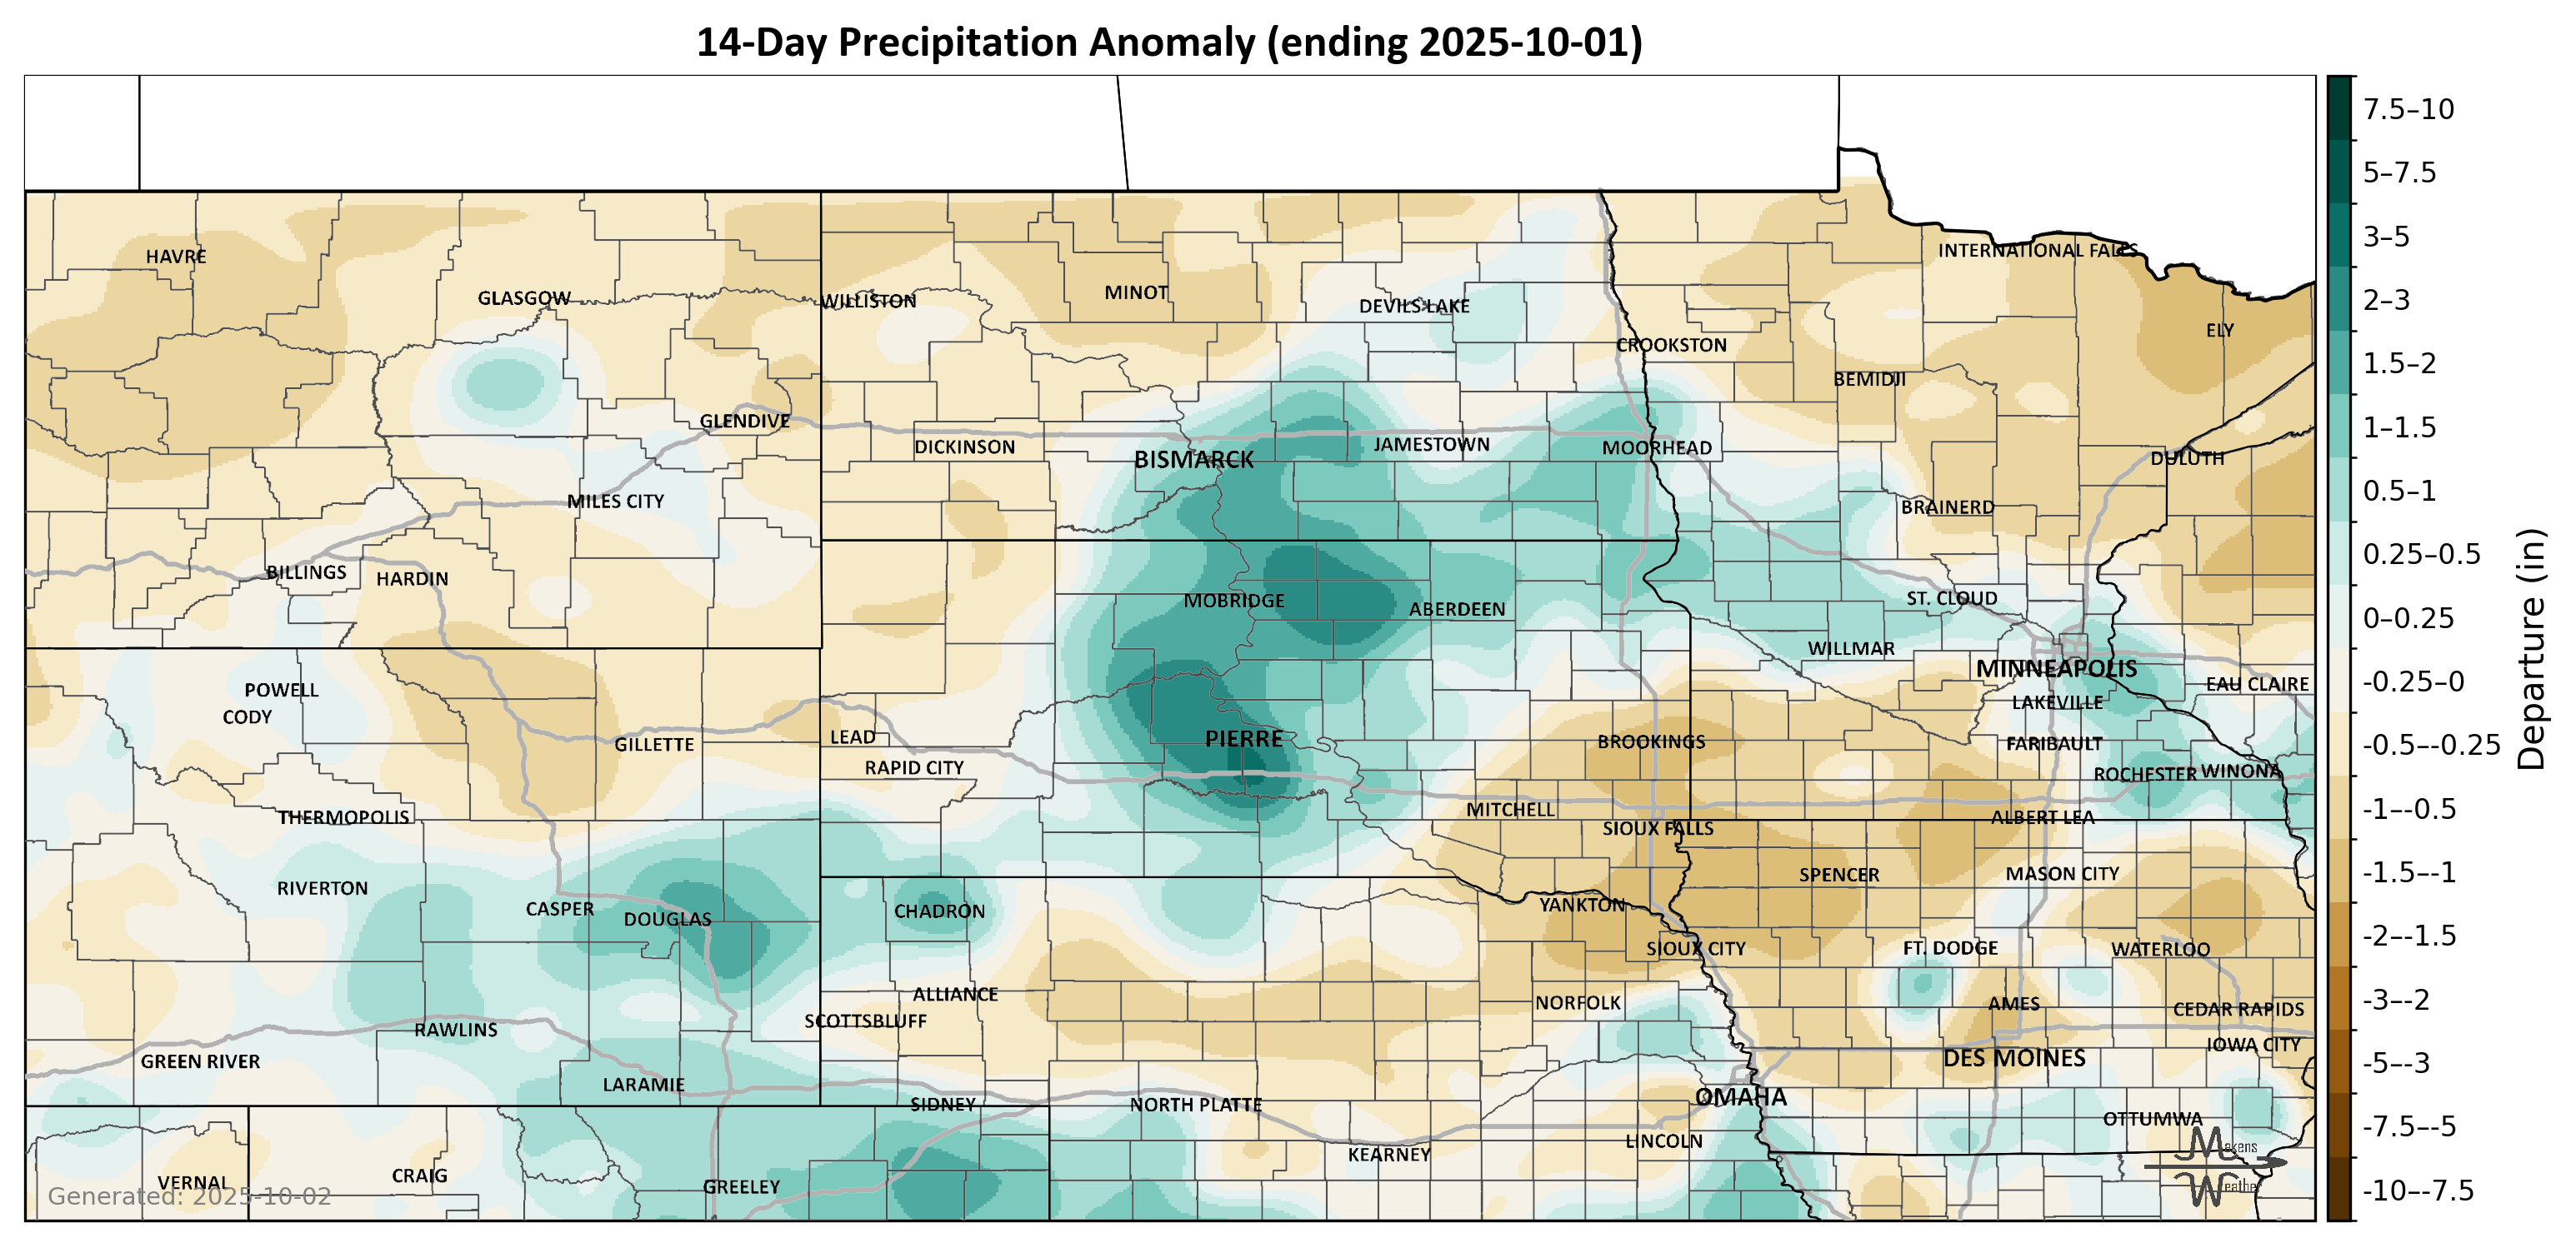 14-Day Precipitation Anomaly (ending 2025-10-01)
INTERNATIONAL FALLS
HAVRE
GLASGOW
WILLISTON
MINOT
DEVILS LAKE
ELY
CROOKSTON
BEMIDJI
GLENDIVE
DICKINSON
BISMARCK
JAMESTOWN
MOORHEAD
DULUTH
MILES CITY
BRAINERD
BILLINGS
HARDIN
MOBRIDGE
ABERDEEN
ST. CLOUD
WILLMAR
MINNEAPOLIS
EAU CLAIRE
POWELL
CODY
LAKEVILLE
GILLETTE
LEAD
PIERRE
BROOKINGS
FARIBAULT
RAPID CITY
ROCHESTER
WINONA
THERMOPOLIS
MITCHELL
ALBERT LEA
SIOUX FALLS
RIVERTON
SPENCER
MASON CITY
CASPER
DOUGLAS
CHADRON
YANKTON
SIOUX CITY
FT. DODGE
WATERLOO
ALLIANCE
NORFOLK
AMES
CEDAR RAPIDS
SCOTTSBLUFF
RAWLINS
IOWA CITY
GREEN RIVER
DES MOINES
LARAMIE
SIDNEY
NORTH PLATTE
OMAHA
OTTUMWA
LINCOLN
KEARNEY
VERNAL
CRAIG
GREELEY
Generated: 2025-10-02
Makens
Weather
7.5–10
5–7.5
3–5
2–3
1.5–2
1–1.5
0.5–1
0.25–0.5
0–0.25
-0.25–0
-0.5–-0.25
-1–-0.5
-1.5–-1
-2–-1.5
-3–-2
-5–-3
-7.5–-5
-10–-7.5
Departure (in)